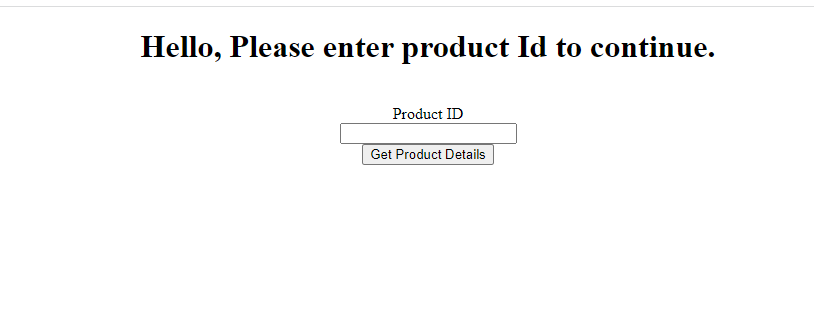 Hello, Please enter product Id to continue.
Product ID
Get Product Details